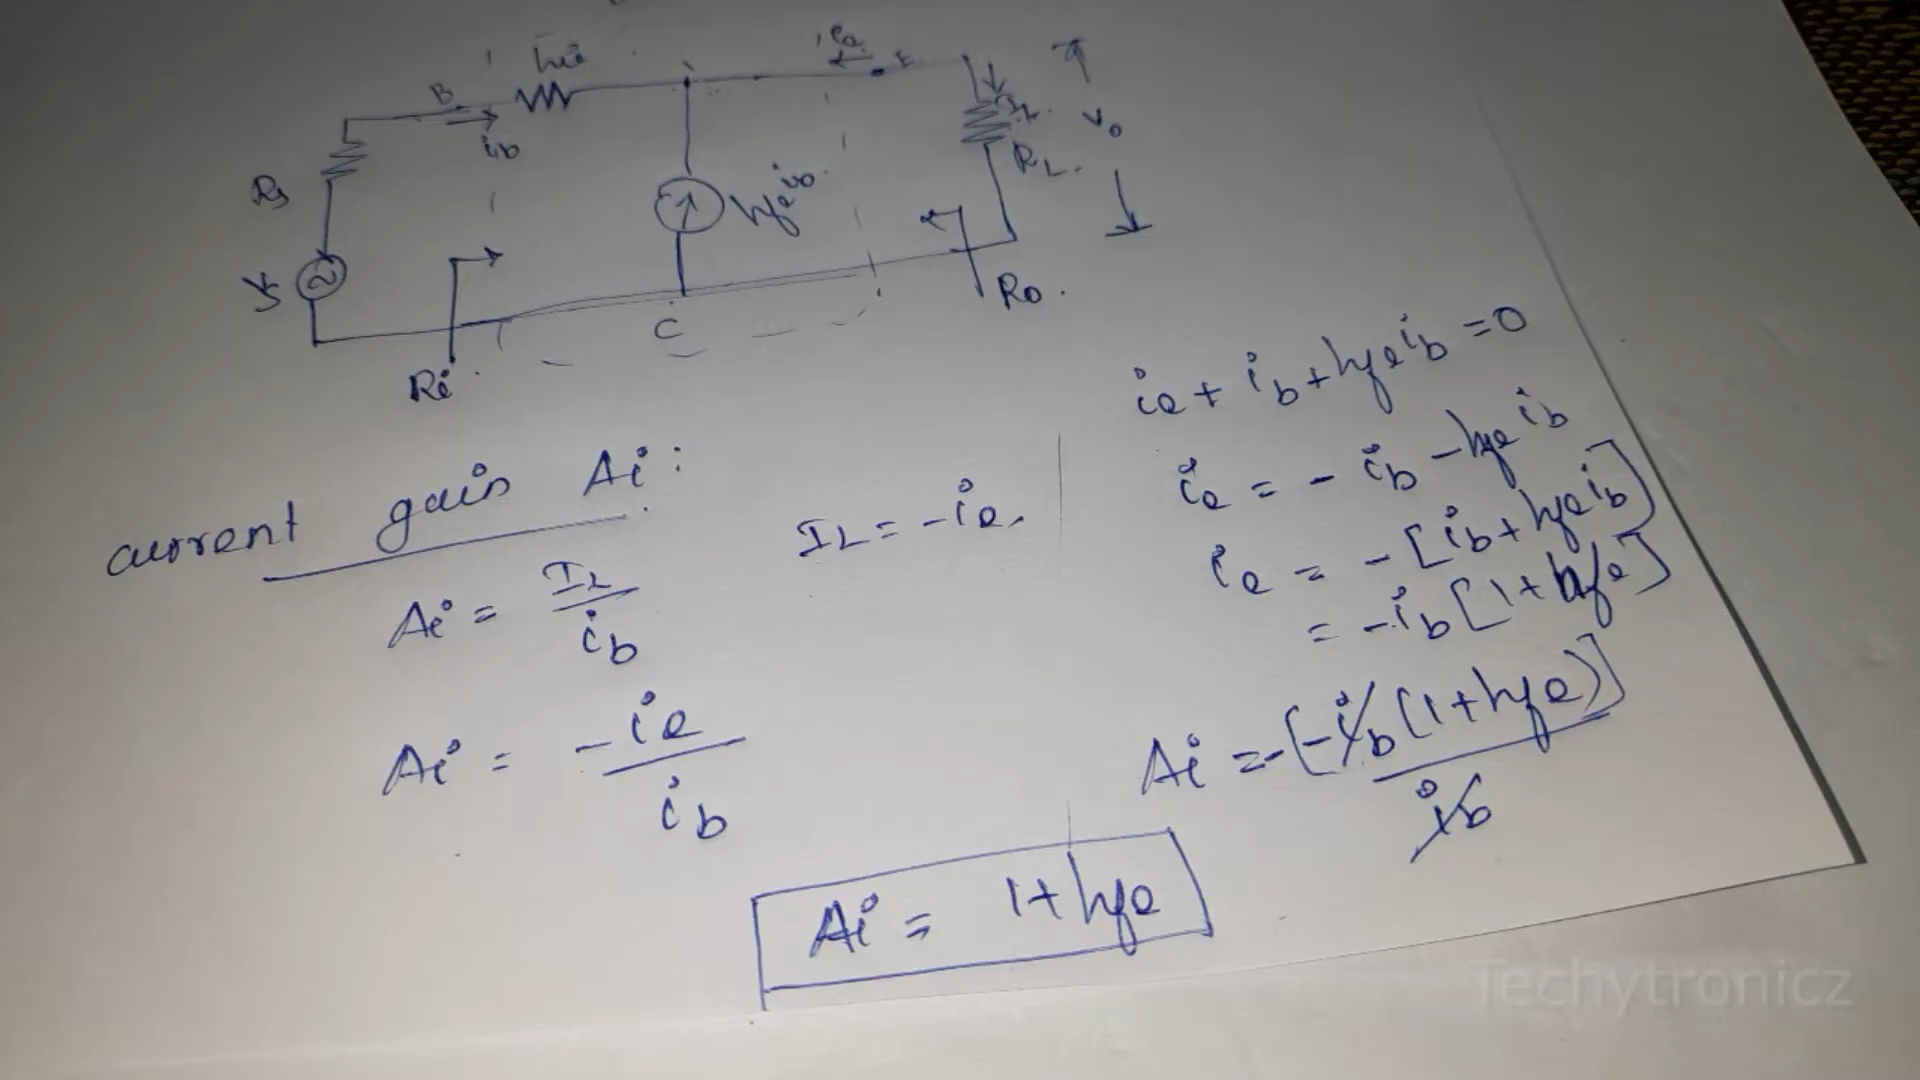 hie
ie
E
B
ib
IL
Vo
RL
Rs
hfe ib
Vs
C
Ro
Ri
ie + ib + hfe ib = 0
current gain Ai :
IL = -ie
ie = - ib - hfe ib
Ai = IL / ib
ie = - [ib + hfe ib]
= -ib [1 + hfe]
Ai = -ie / ib
Ai = -[-ib (1 + hfe)] / ib
Ai = 1 + hfe
Techytronicz